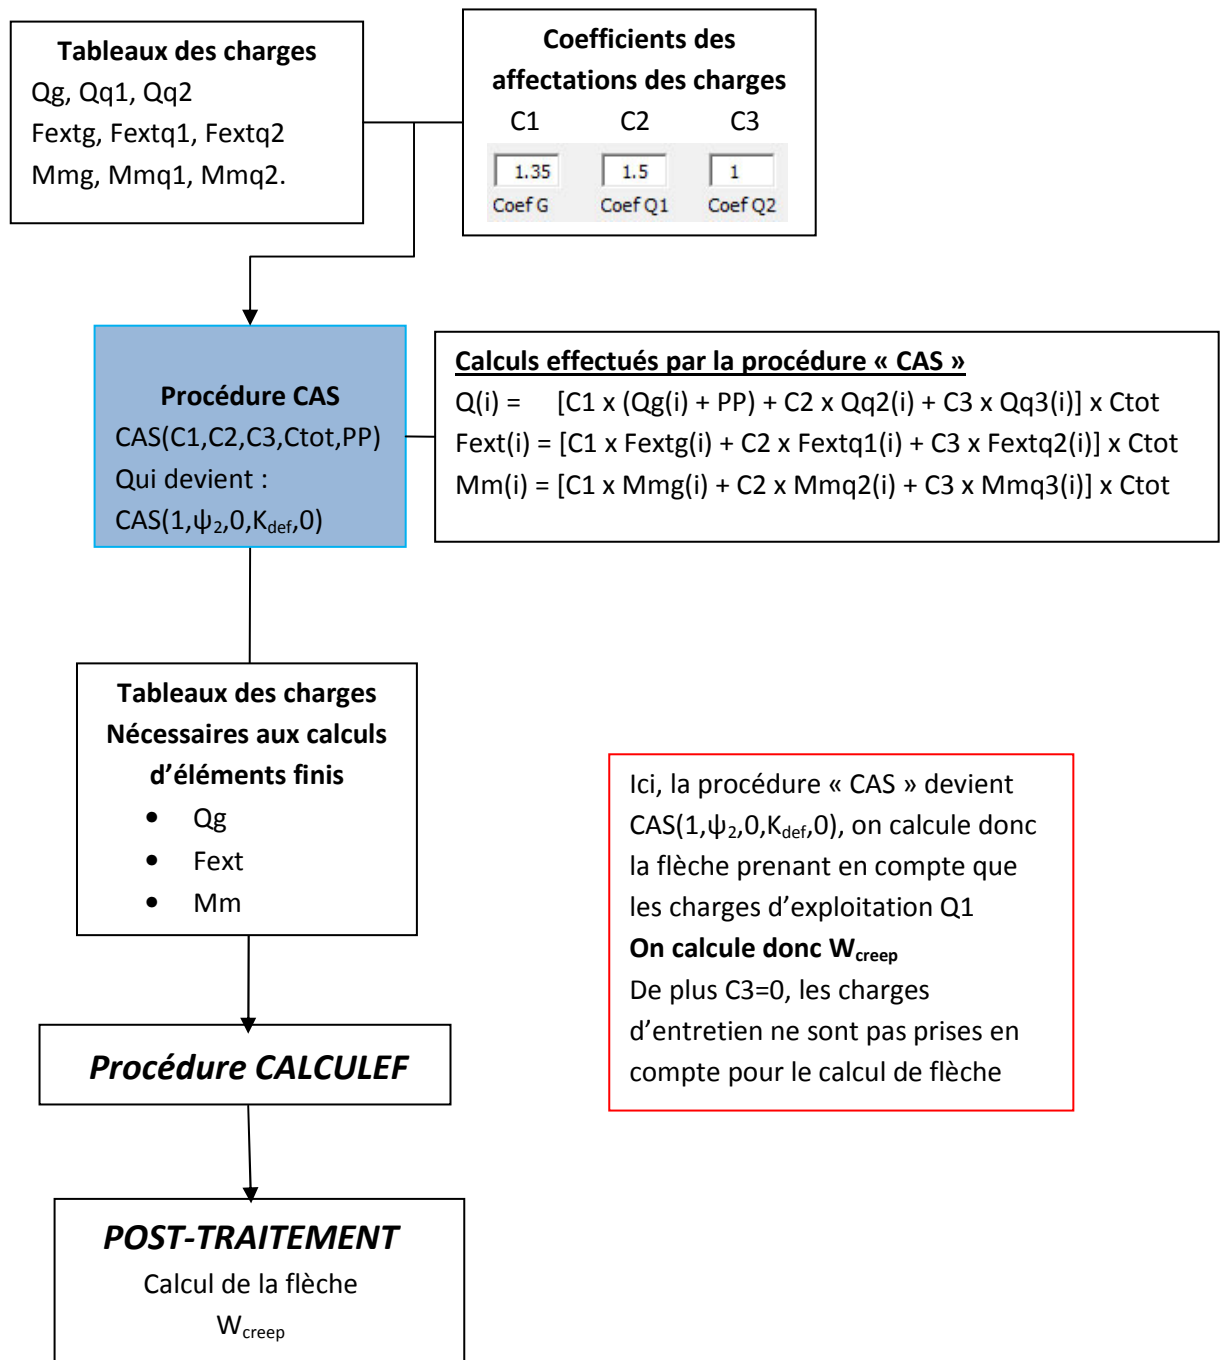 Tableaux des charges
Qg, Qq1, Qq2
Fextg, Fextq1, Fextq2
Mmg, Mmq1, Mmq2.
Coefficients des
affectations des charges
C1 C2 C3
1.35 1.5 1
Coef G Coef Q1 Coef Q2
Procédure CAS
CAS(C1,C2,C3,Ctot,PP)
Qui devient :
CAS(1,ψ₂,0,K_def,0)
Calculs effectués par la procédure « CAS »
Q(i) = [C1 x (Qg(i) + PP) + C2 x Qq2(i) + C3 x Qq3(i)] x Ctot
Fext(i) = [C1 x Fextg(i) + C2 x Fextq1(i) + C3 x Fextq2(i)] x Ctot
Mm(i) = [C1 x Mmg(i) + C2 x Mmq2(i) + C3 x Mmq3(i)] x Ctot
Tableaux des charges
Nécessaires aux calculs
d’éléments finis
• Qg
• Fext
• Mm
Ici, la procédure « CAS » devient
CAS(1,ψ₂,0,K_def,0), on calcule donc
la flèche prenant en compte que
les charges d’exploitation Q1
On calcule donc W_creep
De plus C3=0, les charges
d’entretien ne sont pas prises en
compte pour le calcul de flèche
Procédure CALCULEF
POST-TRAITEMENT
Calcul de la flèche
W_creep